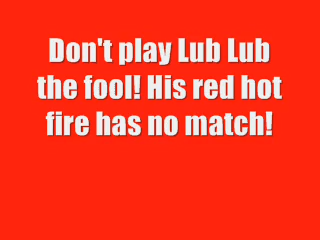 Don't play Lub Lub
the fool! His red hot
fire has no match!